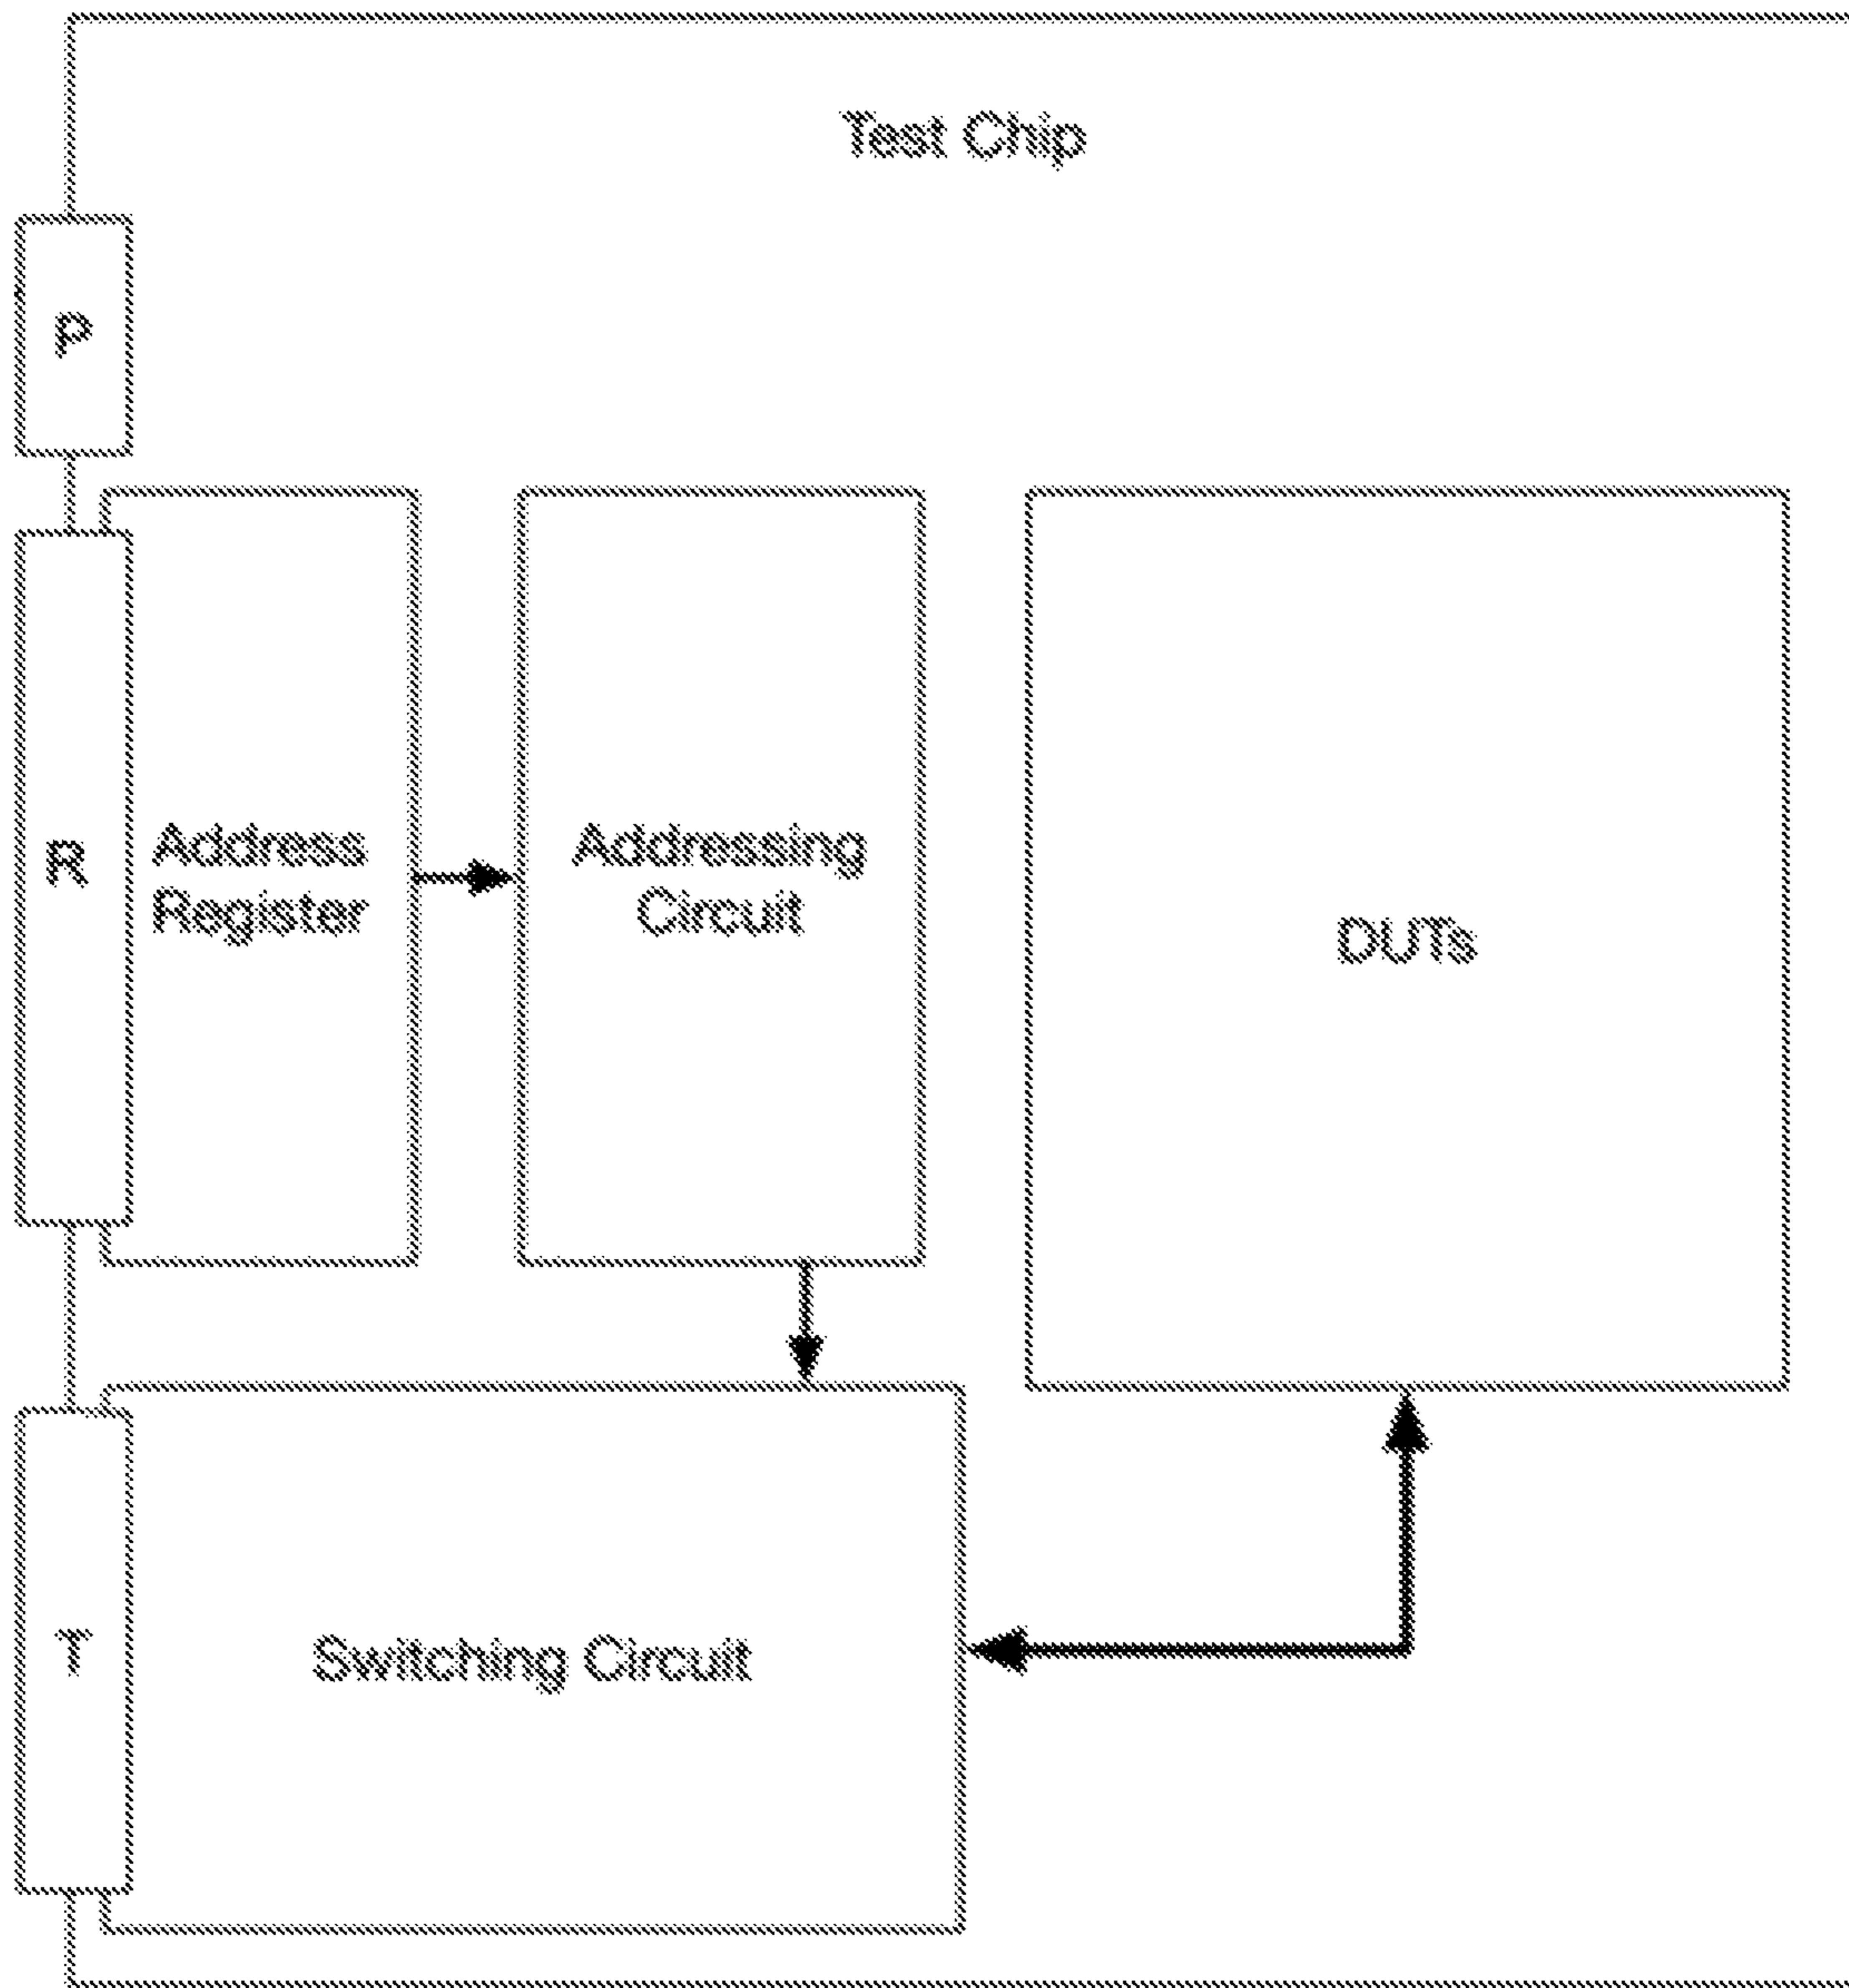 Test Chip
P
R
Address
Register
Addressing
Circuit
DUTs
T
Switching Circuit